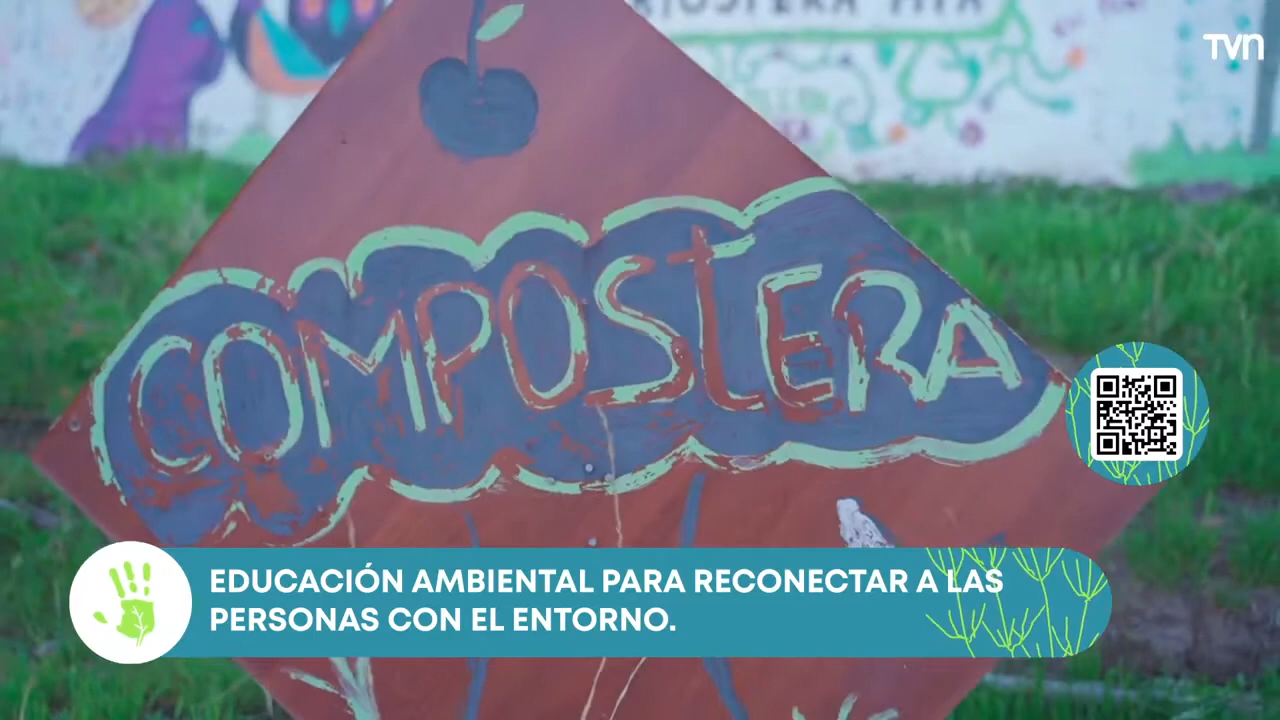 TVN
COMPOSTERA
EDUCACIÓN AMBIENTAL PARA RECONECTAR A LAS
PERSONAS CON EL ENTORNO.